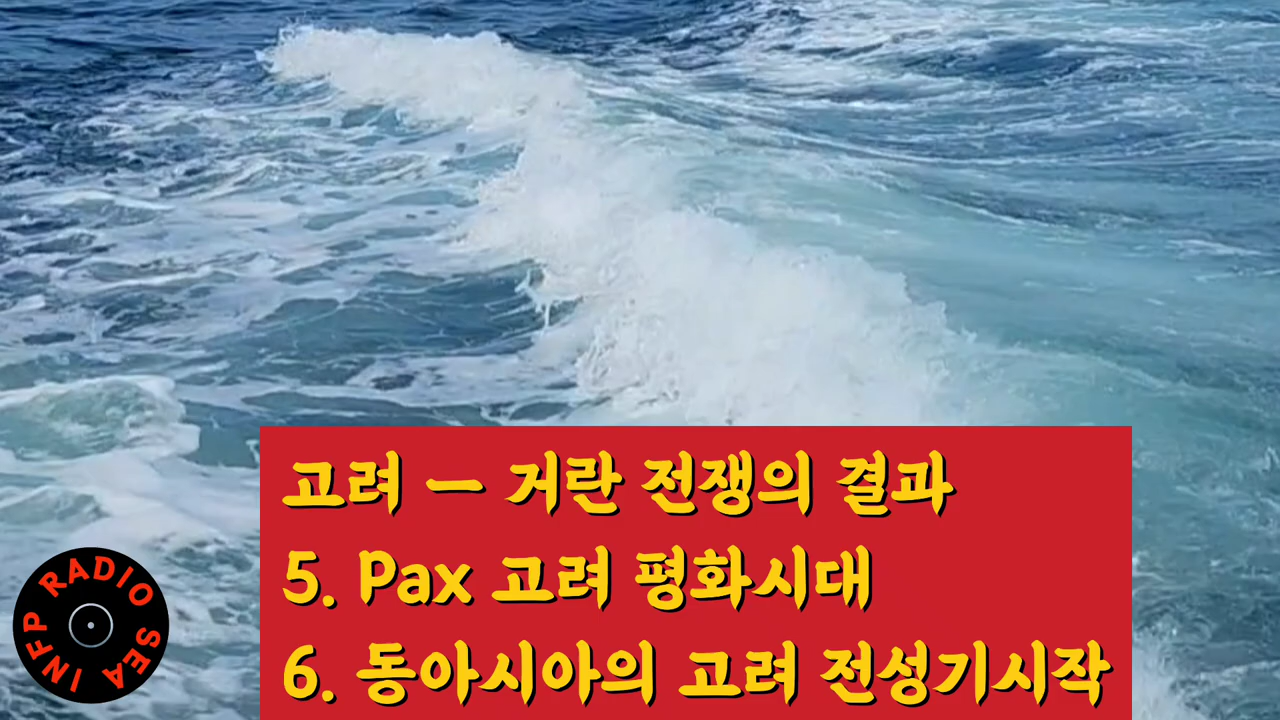 고려 – 거란 전쟁의 결과
5. Pax 고려 평화시대
6. 동아시아의 고려 전성기시작
INFP RADIO SEA